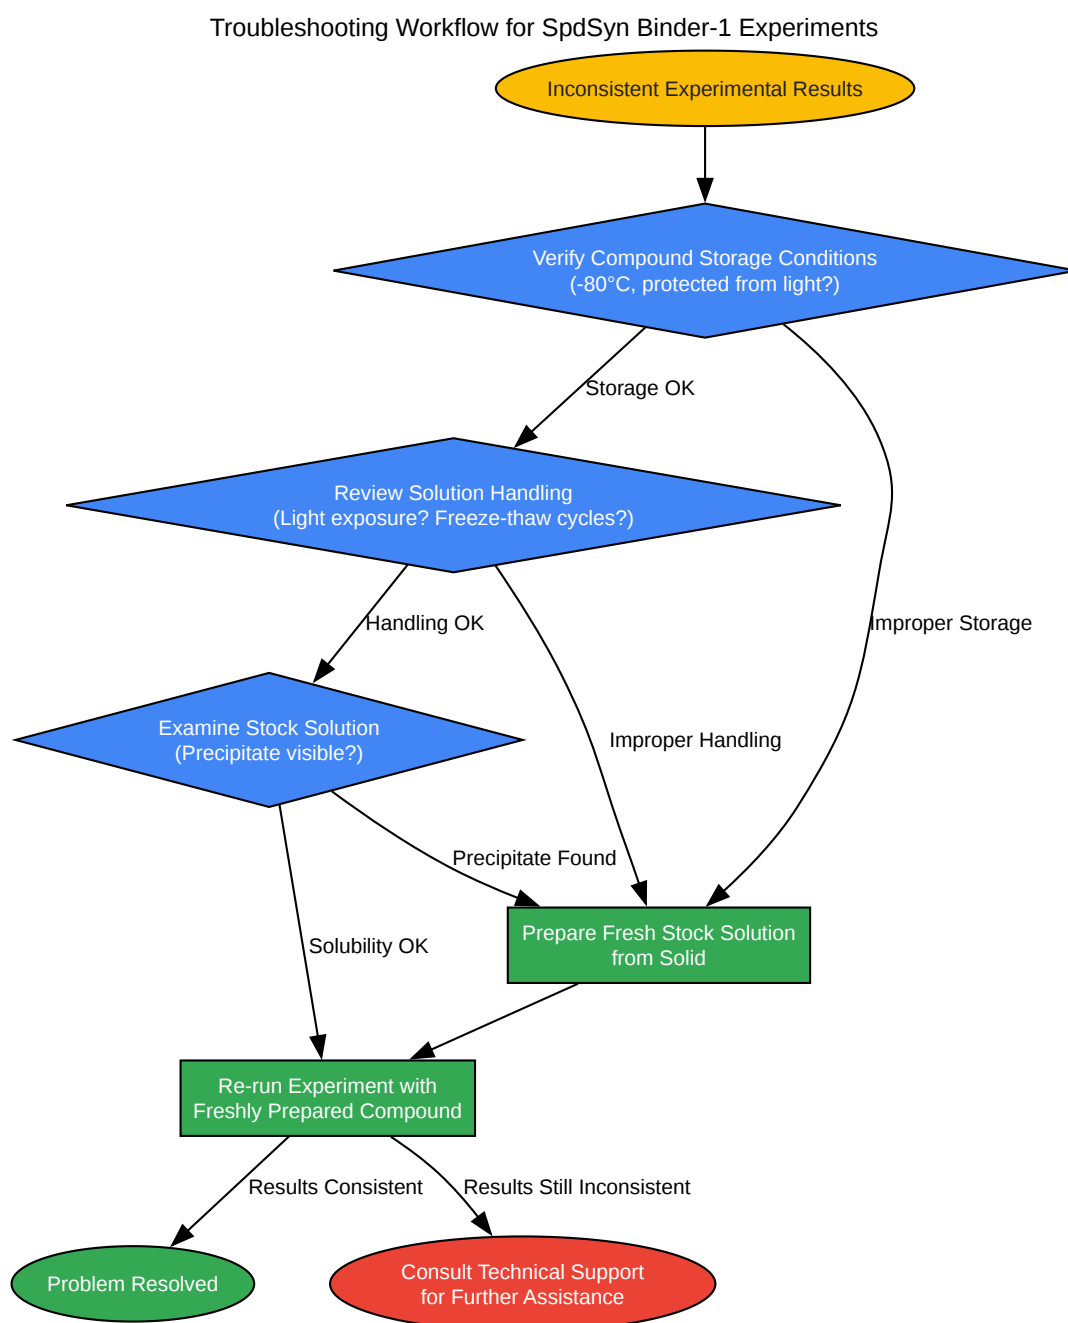 Troubleshooting Workflow for SpdSyn Binder-1 Experiments
Inconsistent Experimental Results
Verify Compound Storage Conditions
(-80°C, protected from light?)
Storage OK
Review Solution Handling
(Light exposure? Freeze-thaw cycles?)
Handling OK
Improper Storage
Examine Stock Solution
(Precipitate visible?)
Improper Handling
Precipitate Found
Prepare Fresh Stock Solution
from Solid
Solubility OK
Re-run Experiment with
Freshly Prepared Compound
Results Consistent
Results Still Inconsistent
Problem Resolved
Consult Technical Support
for Further Assistance